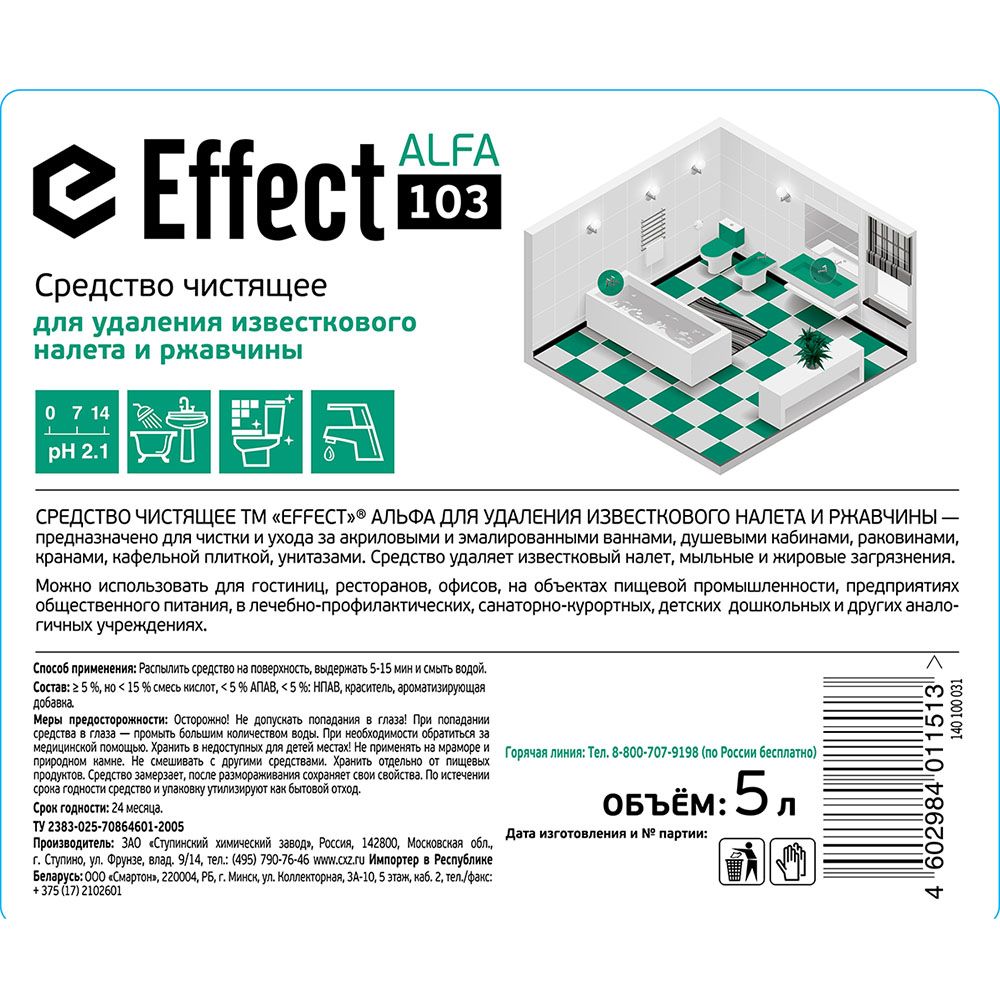 Effect
ALFA
103
Средство чистящее
для удаления известкового
налета и ржавчины
0 7 14
pH 2.1
СРЕДСТВО ЧИСТЯЩЕЕ ТМ «EFFECT»® АЛЬФА ДЛЯ УДАЛЕНИЯ ИЗВЕСТКОВОГО НАЛЕТА И РЖАВЧИНЫ —
предназначено для чистки и ухода за акриловыми и эмалированными ваннами, душевыми кабинами, раковинами,
кранами, кафельной плиткой, унитазами. Средство удаляет известковый налет, мыльные и жировые загрязнения.
Можно использовать для гостиниц, ресторанов, офисов, на объектах пищевой промышленности, предприятиях
общественного питания, в лечебно-профилактических, санаторно-курортных, детских дошкольных и других анало-
гичных учреждениях.
Способ применения: Распылить средство на поверхность, выдержать 5-15 мин и смыть водой.
Состав: ≥ 5 %, но < 15 % смесь кислот, < 5 % АПАВ, < 5 %: НПАВ, краситель, ароматизирующая
добавка.
Меры предосторожности: Осторожно! Не допускать попадания в глаза! При попадании
средства в глаза — промыть большим количеством воды. При необходимости обратиться за
медицинской помощью. Хранить в недоступных для детей местах! Не применять на мраморе и
природном камне. Не смешивать с другими средствами. Хранить отдельно от пищевых
продуктов. Средство замерзает, после размораживания сохраняет свои свойства. По истечении
срока годности средство и упаковку утилизируют как бытовой отход.
Срок годности: 24 месяца.
ТУ 2383-025-70864601-2005
Производитель: ЗАО «Ступинский химический завод», Россия, 142800, Московская обл.,
г. Ступино, ул. Фрунзе, влад. 9/14, тел.: (495) 790-76-46 www.cxz.ru Импортер в Республике
Беларусь: ООО «Смартон», 220004, РБ, г. Минск, ул. Коллекторная, 3А-10, 5 этаж, каб. 2, тел./факс:
+ 375 (17) 2102601
Горячая линия: Тел. 8-800-707-9198 (по России бесплатно)
ОБЪЁМ: 5 л
Дата изготовления и № партии:
4 602984 011513 >
140 100 031